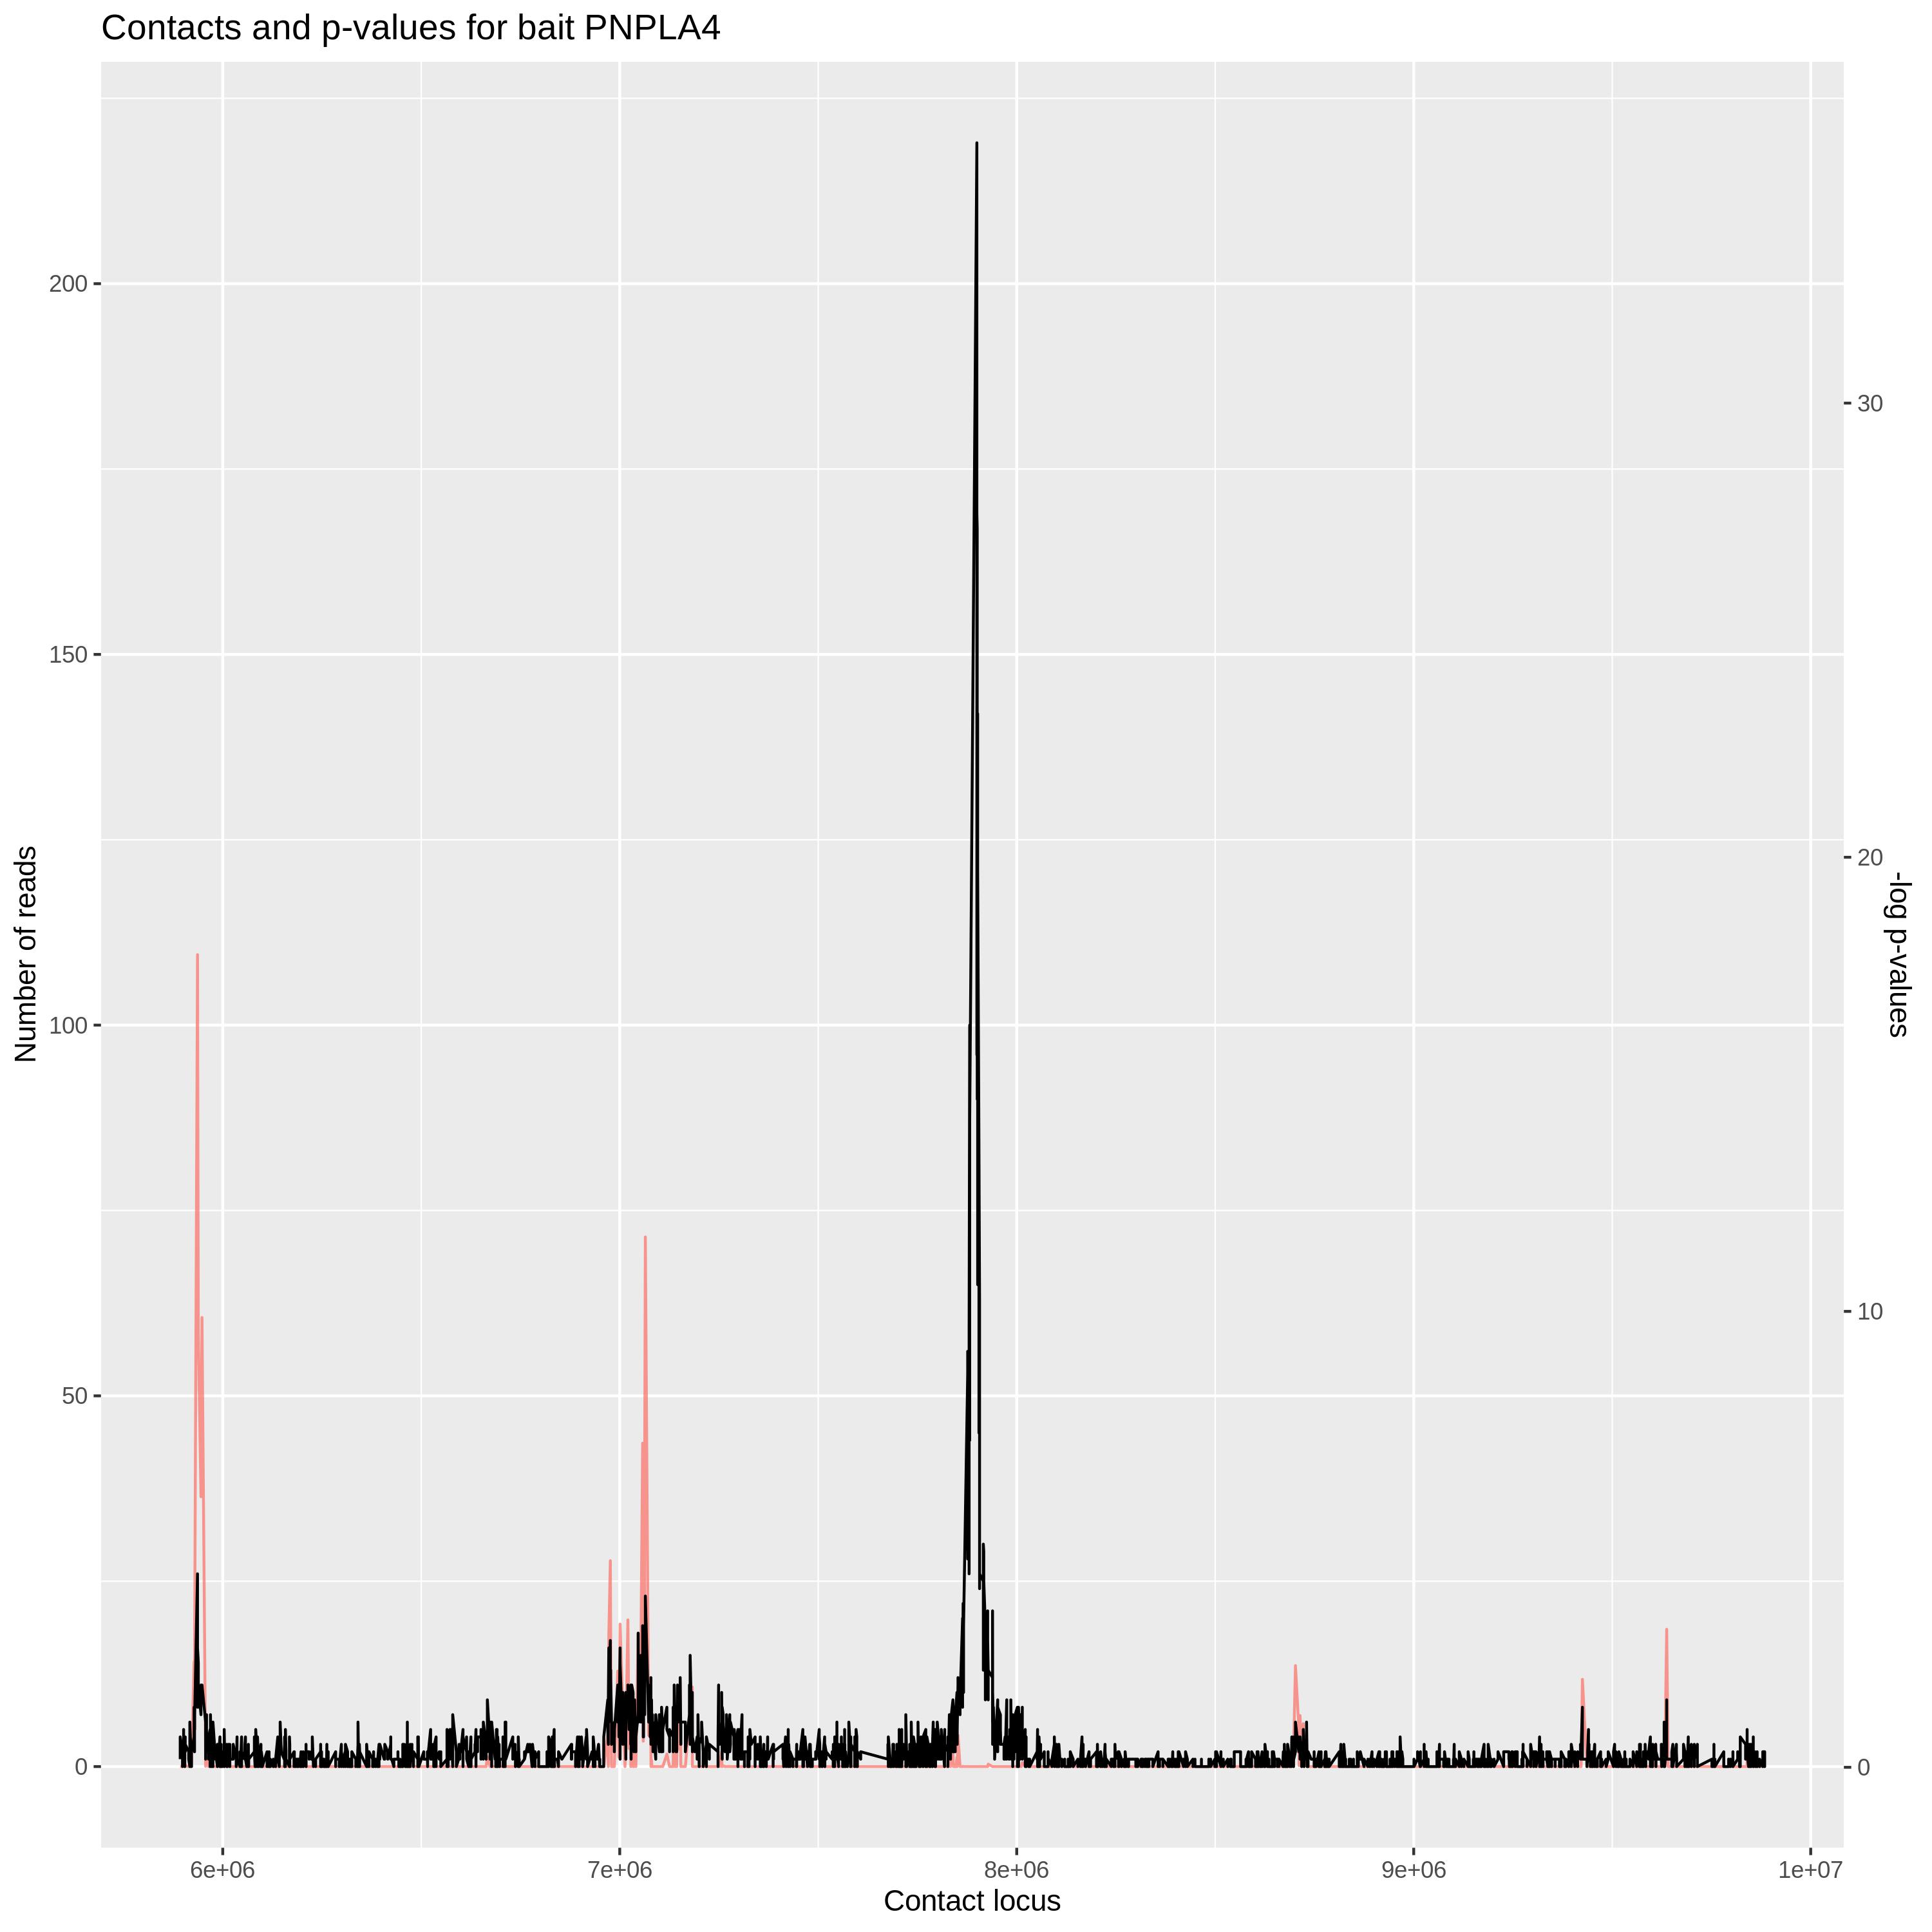 Contacts and p-values for bait PNPLA4
Number of reads
200
150
100
50
0
30
20
10
0
-log p-values
6e+06 7e+06 8e+06 9e+06 1e+07
Contact locus